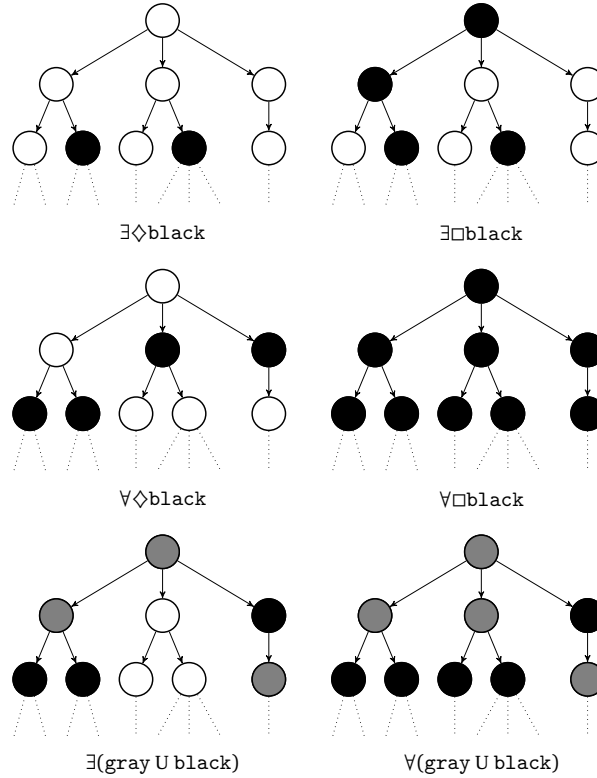 ∃◇black
∃□black
∀◇black
∀□black
∃(gray U black)
∀(gray U black)